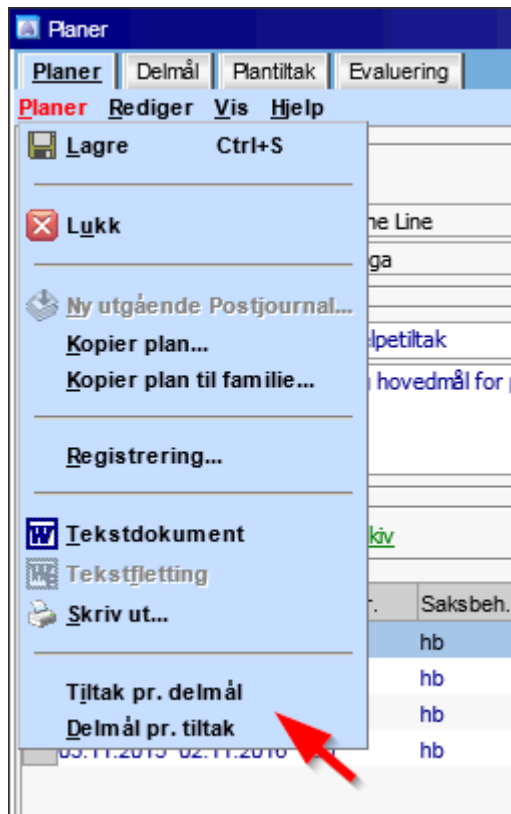 Planer
Planer Delmål Plantiltak Evaluering
Planer Rediger Vis Hjelp
Lagre Ctrl+S
Lukk
ne Line
ga
Ny utgående Postjournal...
Kopier plan... elpetiltak
Kopier plan til familie... hovedmål for
Registrering...
Tekstdokument kiv
Tekstfletting
Skriv ut... r. Saksbeh.
hb
Tiltak pr. delmål hb
Delmål pr. tiltak hb
hb